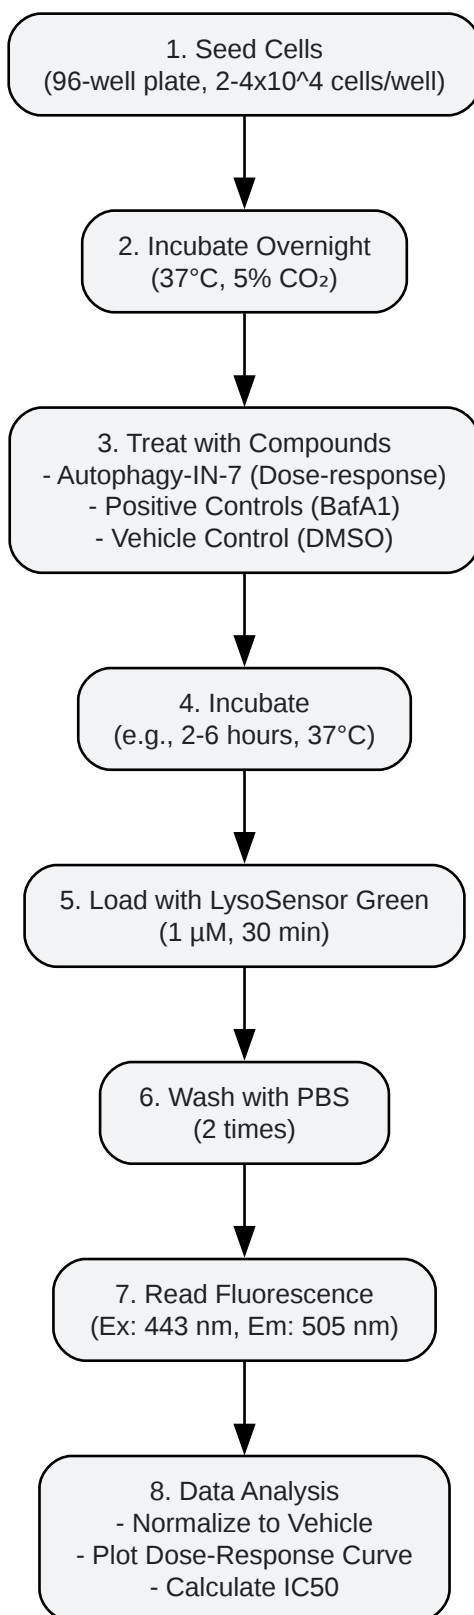 1. Seed Cells
(96-well plate, 2-4x10^4 cells/well)
2. Incubate Overnight
(37°C, 5% CO₂)
3. Treat with Compounds
- Autophagy-IN-7 (Dose-response)
- Positive Controls (BafA1)
- Vehicle Control (DMSO)
4. Incubate
(e.g., 2-6 hours, 37°C)
5. Load with LysoSensor Green
(1 µM, 30 min)
6. Wash with PBS
(2 times)
7. Read Fluorescence
(Ex: 443 nm, Em: 505 nm)
8. Data Analysis
- Normalize to Vehicle
- Plot Dose-Response Curve
- Calculate IC50